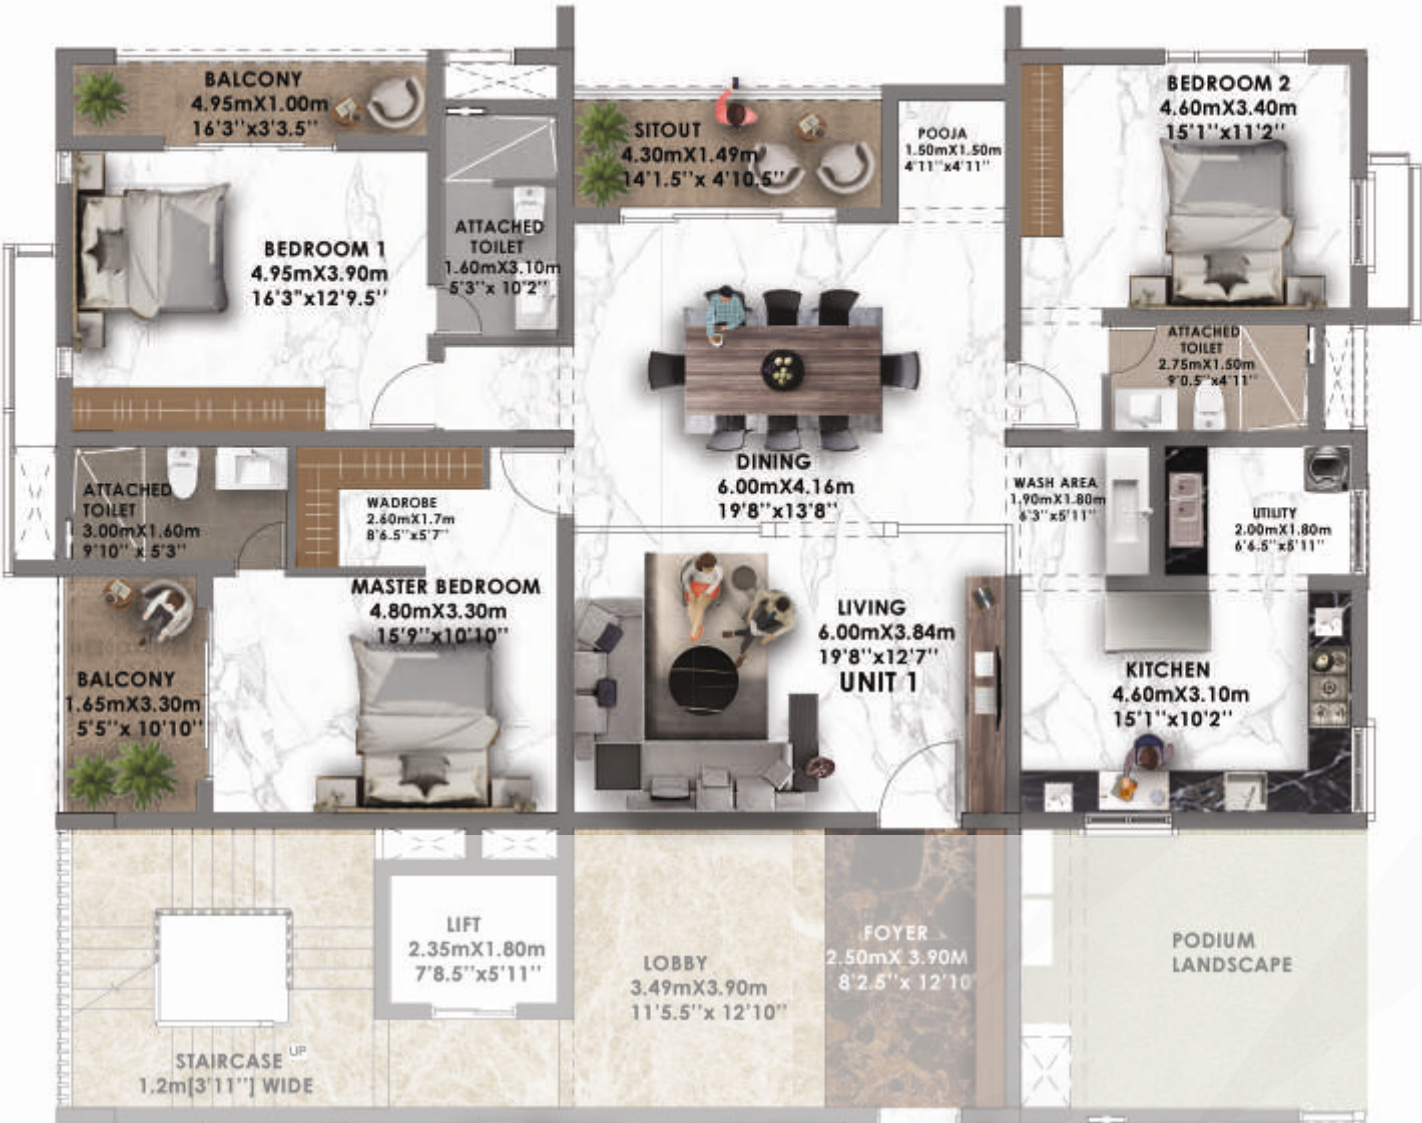 BALCONY
4.95mX1.00m
16'3''x3'3.5''
SITOUT
4.30mX1.49m
14'1.5''x 4'10.5''
POOJA
1.50mX1.50m
4'11''x4'11''
BEDROOM 2
4.60mX3.40m
15'1''x11'2''
BEDROOM 1
4.95mX3.90m
16'3"x12'9.5''
ATTACHED
TOILET
1.60mX3.10m
5'3''x 10'2''
ATTACHED
TOILET
2.75mX1.50m
9'0.5''x4'11''
DINING
6.00mX4.16m
19'8''x13'8''
ATTACHED
TOILET
3.00mX1.60m
9'10'' x 5'3''
WADROBE
2.60mX1.7m
8'6.5''x5'7''
WASH AREA
1.90mX1.80m
6'3''x5'11''
UTILITY
2.00mX1.80m
6'6.5''x5'11''
MASTER BEDROOM
4.80mX3.30m
15'9''x10'10''
LIVING
6.00mX3.84m
19'8''x12'7''
UNIT 1
BALCONY
1.65mX3.30m
5'5''x 10'10''
KITCHEN
4.60mX3.10m
15'1''x10'2''
LIFT
2.35mX1.80m
7'8.5''x5'11''
LOBBY
3.49mX3.90m
11'5.5''x 12'10''
FOYER
2.50mX 3.90M
8'2.5''x 12'10
PODIUM
LANDSCAPE
UP
STAIRCASE
1.2m[3'11''] WIDE